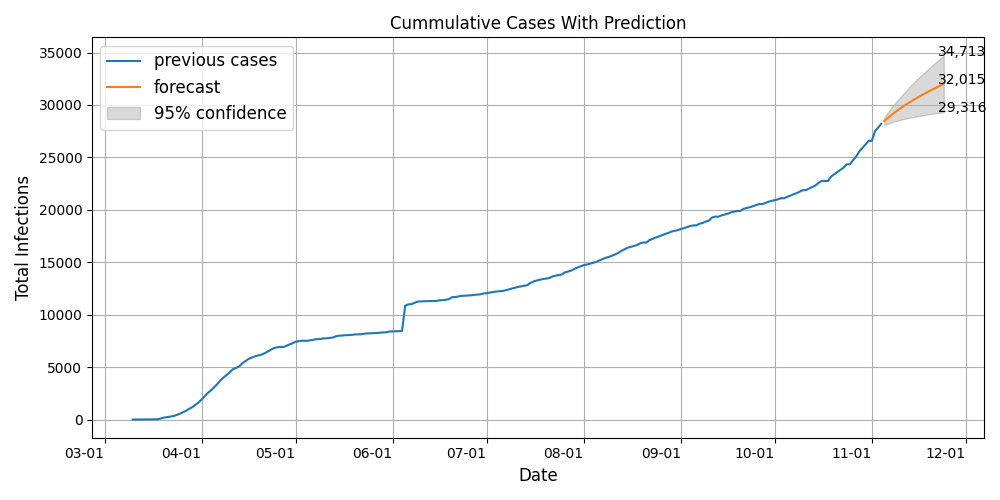 Cummulative Cases With Prediction
previous cases
forecast
95% confidence
34,713
32,015
29,316
Total Infections
35000
30000
25000
20000
15000
10000
5000
0
03-01 04-01 05-01 06-01 07-01 08-01 09-01 10-01 11-01 12-01
Date